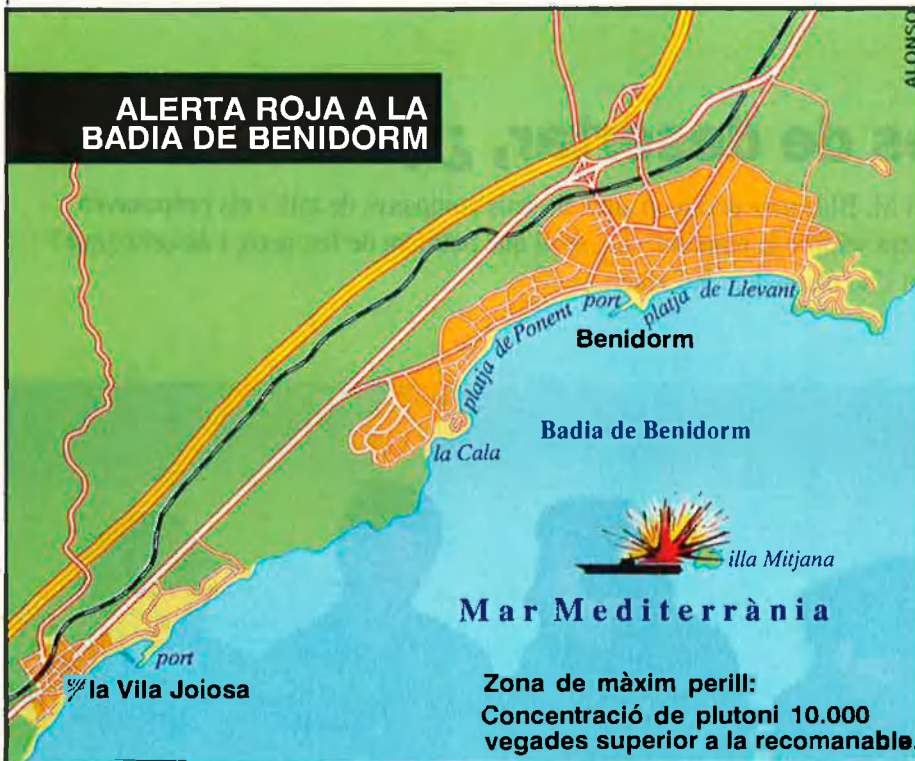 ALONSO
ALERTA ROJA A LA
BADIA DE BENIDORM
platja de Ponent
port
platja de Llevant
Benidorm
Badia de Benidorm
la Cala
illa Mitjana
Mar Mediterrània
port
la Vila Joiosa
Zona de màxim perill:
Concentració de plutoni 10.000
vegades superior a la recomanable.